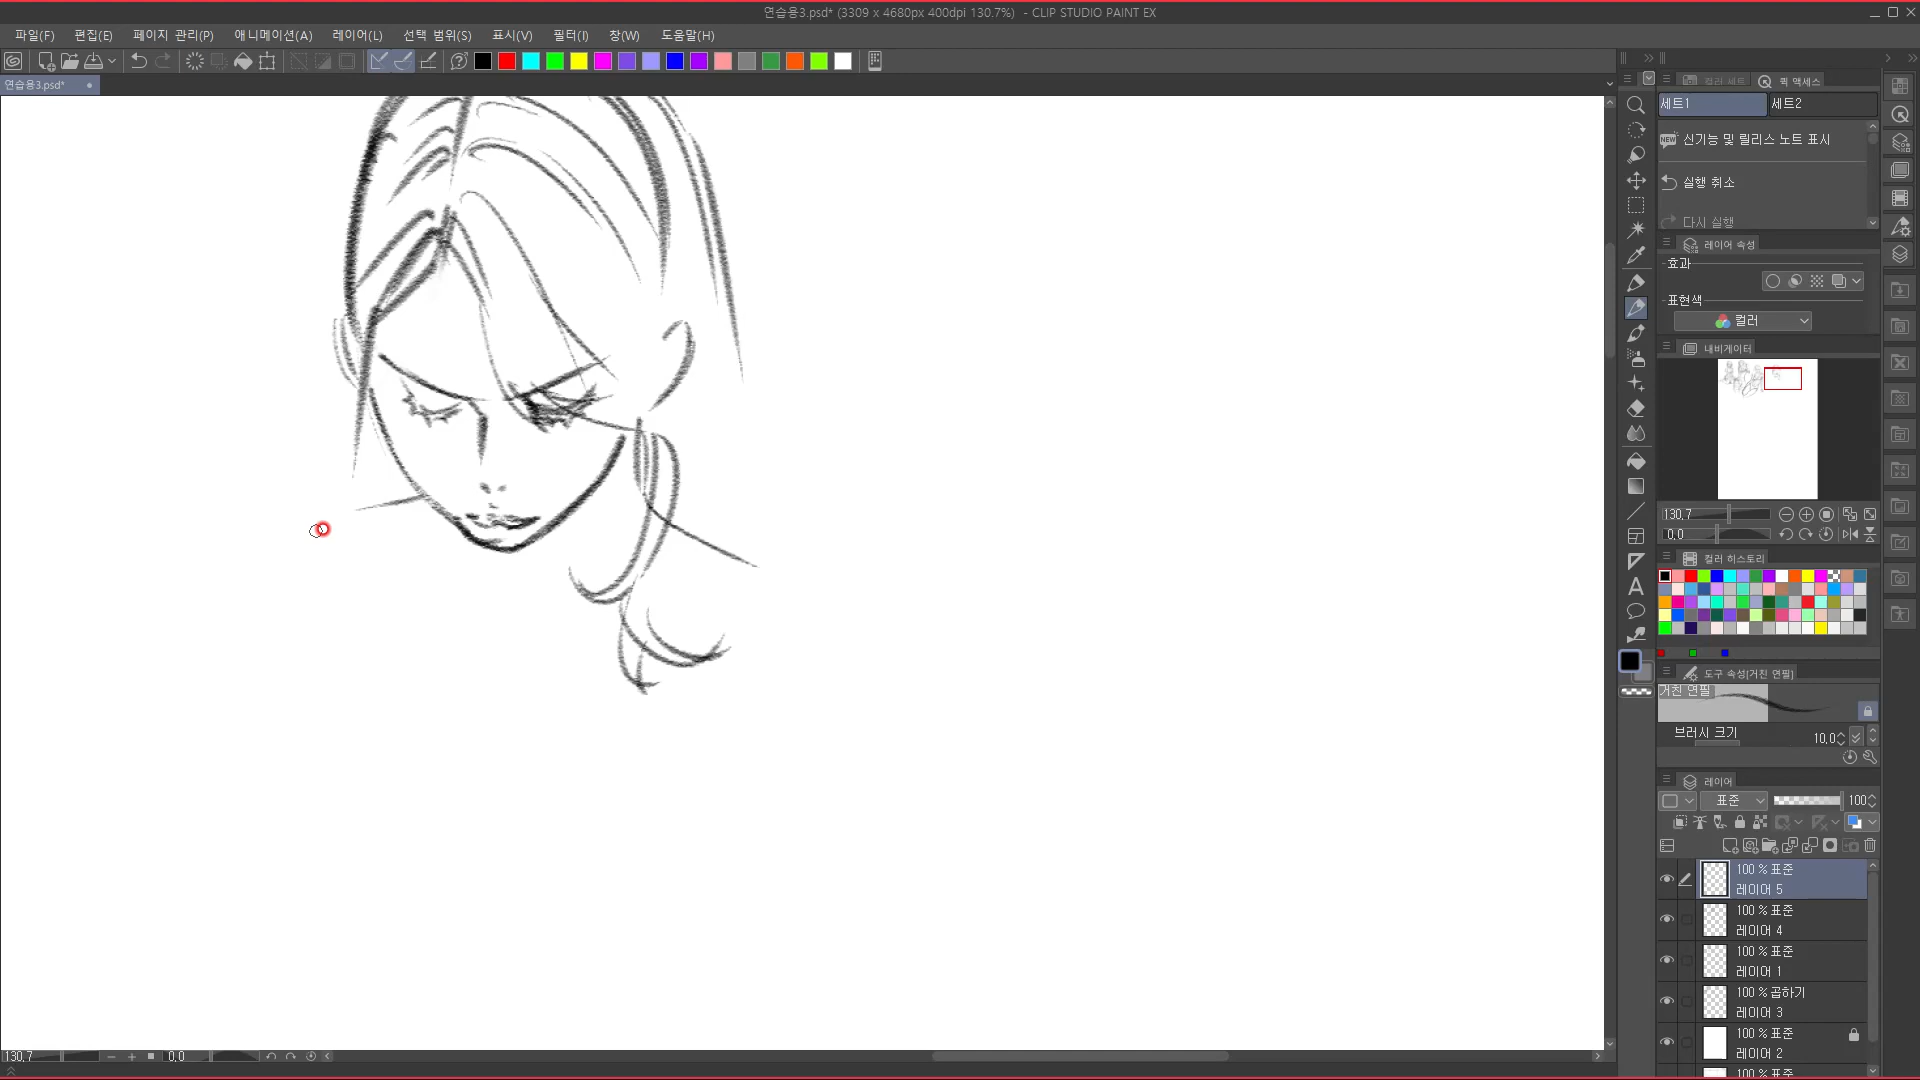 연습용3.psd* (3309 x 4680px 400dpi 130.7%) - CLIP STUDIO PAINT EX
파일(F) 편집(E) 페이지 관리(P) 애니메이션(A) 레이어(L) 선택 범위(S) 표시(V) 필터(I) 창(W) 도움말(H)
연습용3.psd*
컬러 세트 퀵 액세스
세트1 세트2
신기능 및 릴리스 노트 표시
실행 취소
다시 실행
레이어 속성
효과
표현색
컬러
내비게이터
130.7
0.0
컬러 히스토리
도구 속성[거친 연필]
거친 연필
브러시 크기 10.0
레이어
표준 100
100 % 표준
레이어 5
100 % 표준
레이어 4
100 % 표준
레이어 1
100 % 곱하기
레이어 3
100 % 표준
레이어 2
100 % 표준
130.7 0.0